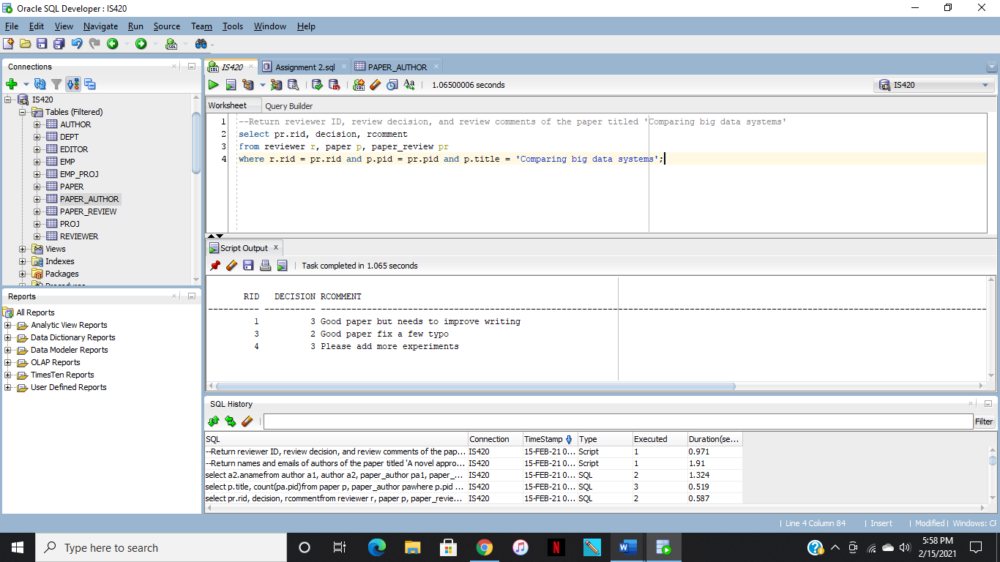 Oracle SQL Developer : IS420
File Edit View Navigate Run Source Team Tools Window Help
Connections
IS420
Tables (Filtered)
AUTHOR
DEPT
EDITOR
EMP
EMP_PROJ
PAPER
PAPER_AUTHOR
PAPER_REVIEW
PROJ
REVIEWER
Views
Indexes
Packages
Reports
All Reports
Analytic View Reports
Data Dictionary Reports
Data Modeler Reports
OLAP Reports
TimesTen Reports
User Defined Reports
IS420 Assignment 2.sql PAPER_AUTHOR
1.06500006 seconds IS420
Worksheet Query Builder
1 --Return reviewer ID, review decision, and review comments of the paper titled 'Comparing big data systems'
2 select pr.rid, decision, rcomment
3 from reviewer r, paper p, paper_review pr
4 where r.rid = pr.rid and p.pid = pr.pid and p.title = 'Comparing big data systems';
Script Output x
Task completed in 1.065 seconds
RID DECISION RCOMMENT
1 3 Good paper but needs to improve writing
3 2 Good paper fix a few typo
4 3 Please add more experiments
SQL History
Filter
SQL Connection TimeStamp Type Executed Duration(se...
--Return reviewer ID, review decision, and review comments of the pap... IS420 15-FEB-21 0... Script 1 0.971
--Return names and emails of authors of the paper titled 'A novel appro... IS420 15-FEB-21 0... Script 1 1.91
select a2.anamefrom author a1, author a2, paper_author pa1, paper_... IS420 15-FEB-21 0... SQL 2 1.324
select p.title, count(pa.pid)from paper p, paper_author pawhere p.pid ... IS420 15-FEB-21 0... SQL 3 0.519
select pr.rid, decision, rcommentfrom reviewer r, paper p, paper_revie... IS420 15-FEB-21 0... SQL 2 0.587
| Line 4 Column 84 | Insert | Modified | Windows: CF
Type here to search
5:58 PM
2/15/2021